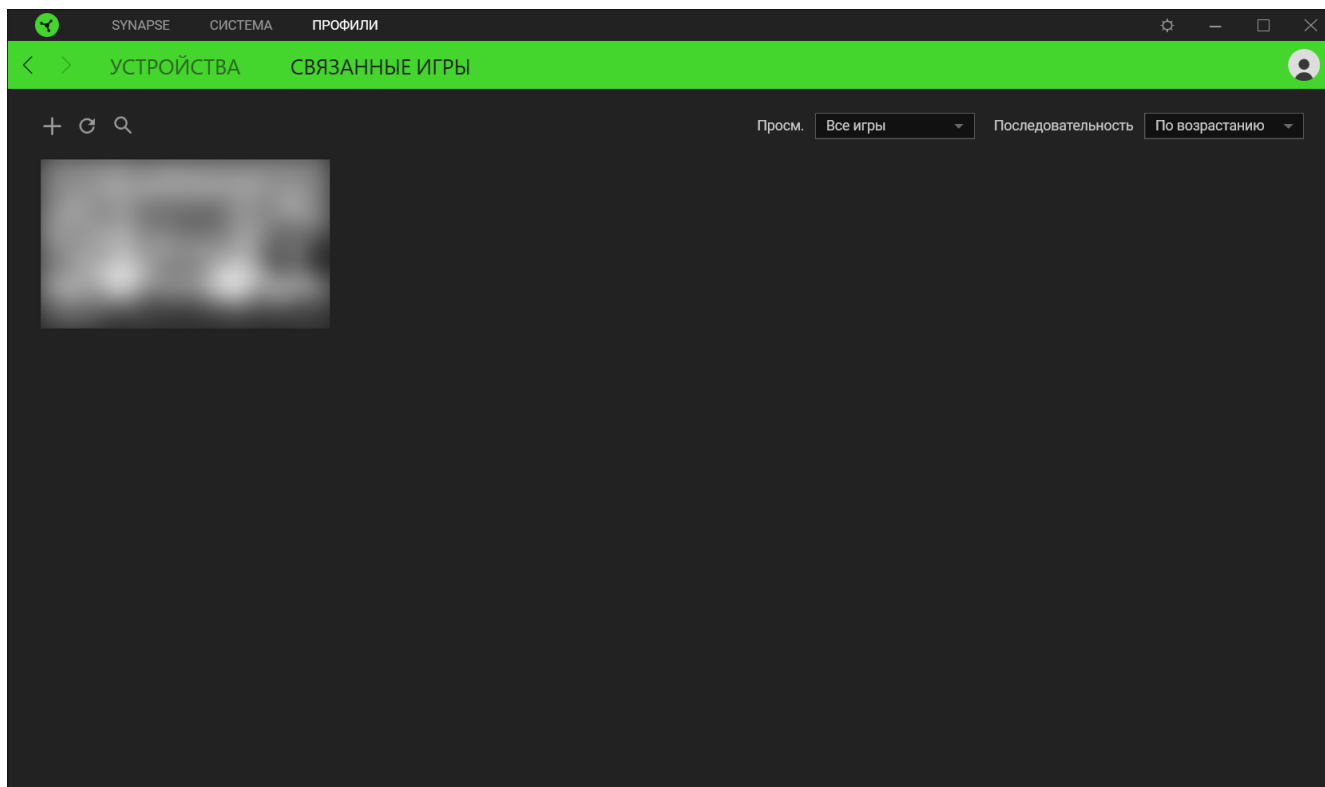 SYNAPSE СИСТЕМА ПРОФИЛИ
УСТРОЙСТВА СВЯЗАННЫЕ ИГРЫ
Просм. Все игры Последовательность По возрастанию